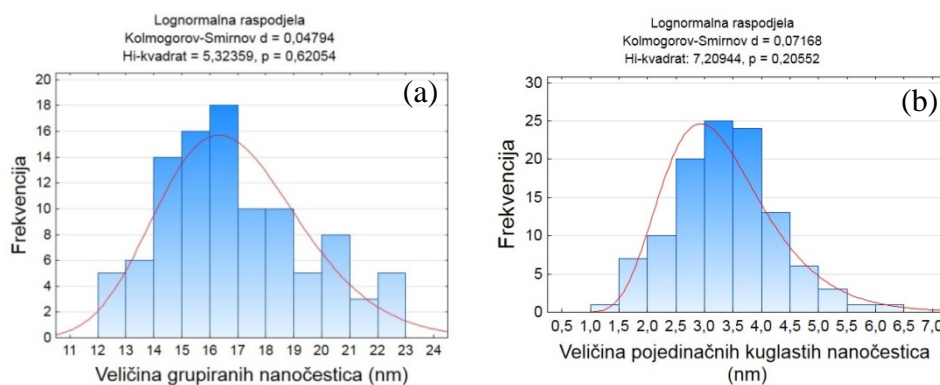 Lognormalna raspodjela
Kolmogorov-Smirnov d = 0,04794
Hi-kvadrat = 5,32359, p = 0,62054
(a)
Frekvencija
20
18
16
14
12
10
8
6
4
2
0
11 12 13 14 15 16 17 18 19 20 21 22 23 24
Veličina grupiranih nanočestica (nm)
Lognormalna raspodjela
Kolmogorov-Smirnov d = 0,07168
Hi-kvadrat: 7,20944, p = 0,20552
(b)
Frekvencija
30
25
20
15
10
5
0
0,5 1,0 1,5 2,0 2,5 3,0 3,5 4,0 4,5 5,0 5,5 6,0 6,5 7,0
Veličina pojedinačnih kuglastih nanočestica
(nm)